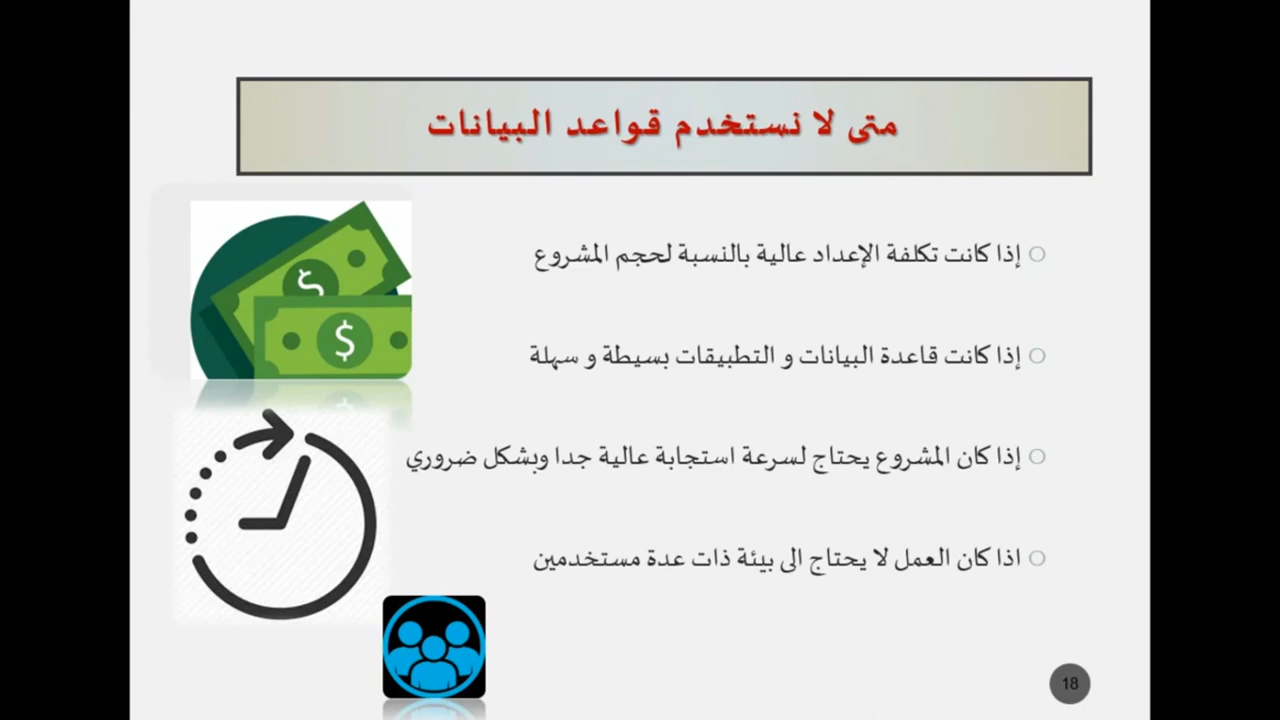 متى لا نستخدم قواعد البيانات
إذا كانت تكلفة الإعداد عالية بالنسبة لحجم المشروع
إذا كانت قاعدة البيانات و التطبيقات بسيطة و سهلة
إذا كان المشروع يحتاج لسرعة استجابة عالية جدا وبشكل ضروري
اذا كان العمل لا يحتاج الى بيئة ذات عدة مستخدمين
$
$
18